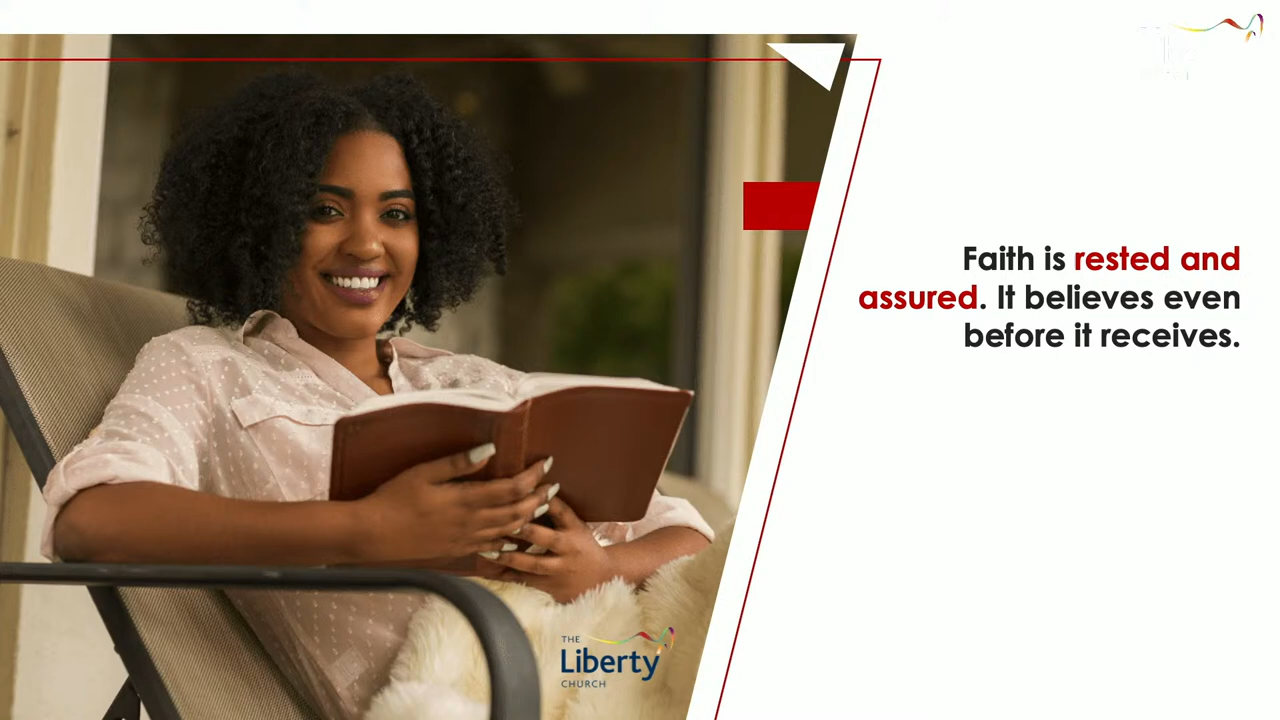 Faith is rested and
assured. It believes even
before it receives.
THE
Liberty
CHURCH